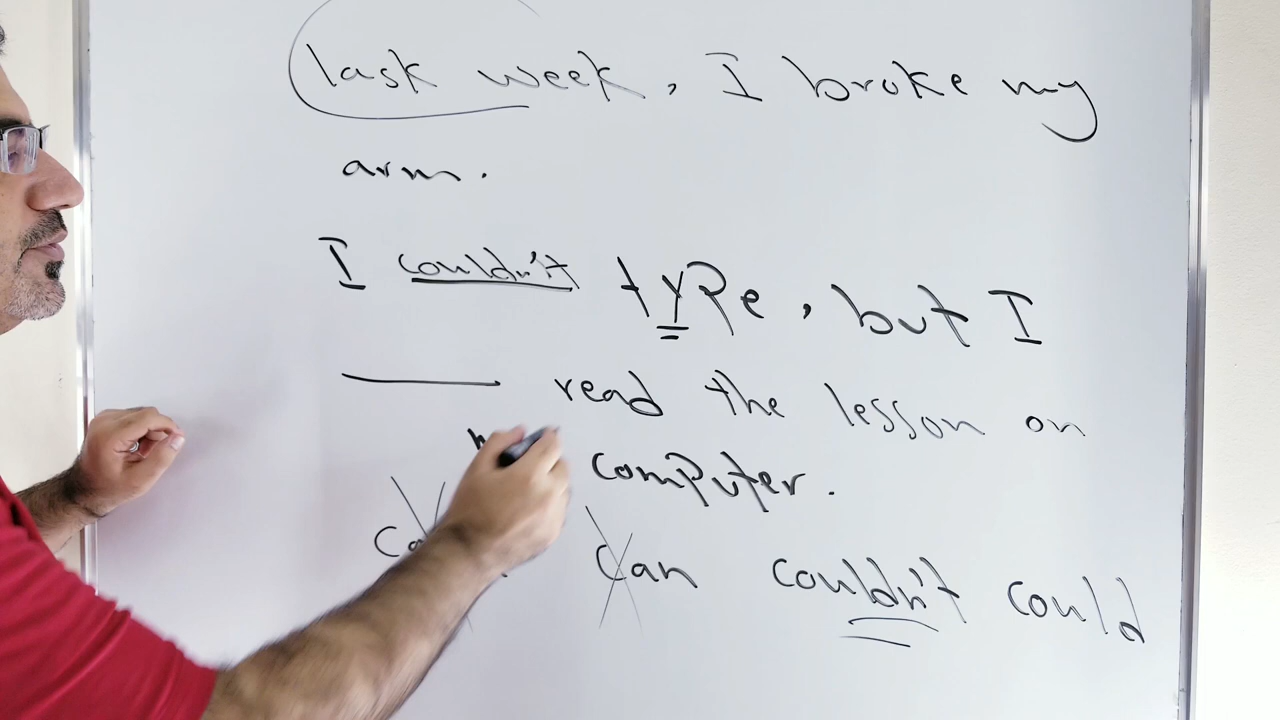 last week, I broke my
arm.
I couldn't type, but I
read the lesson on
computer.
can couldn't could